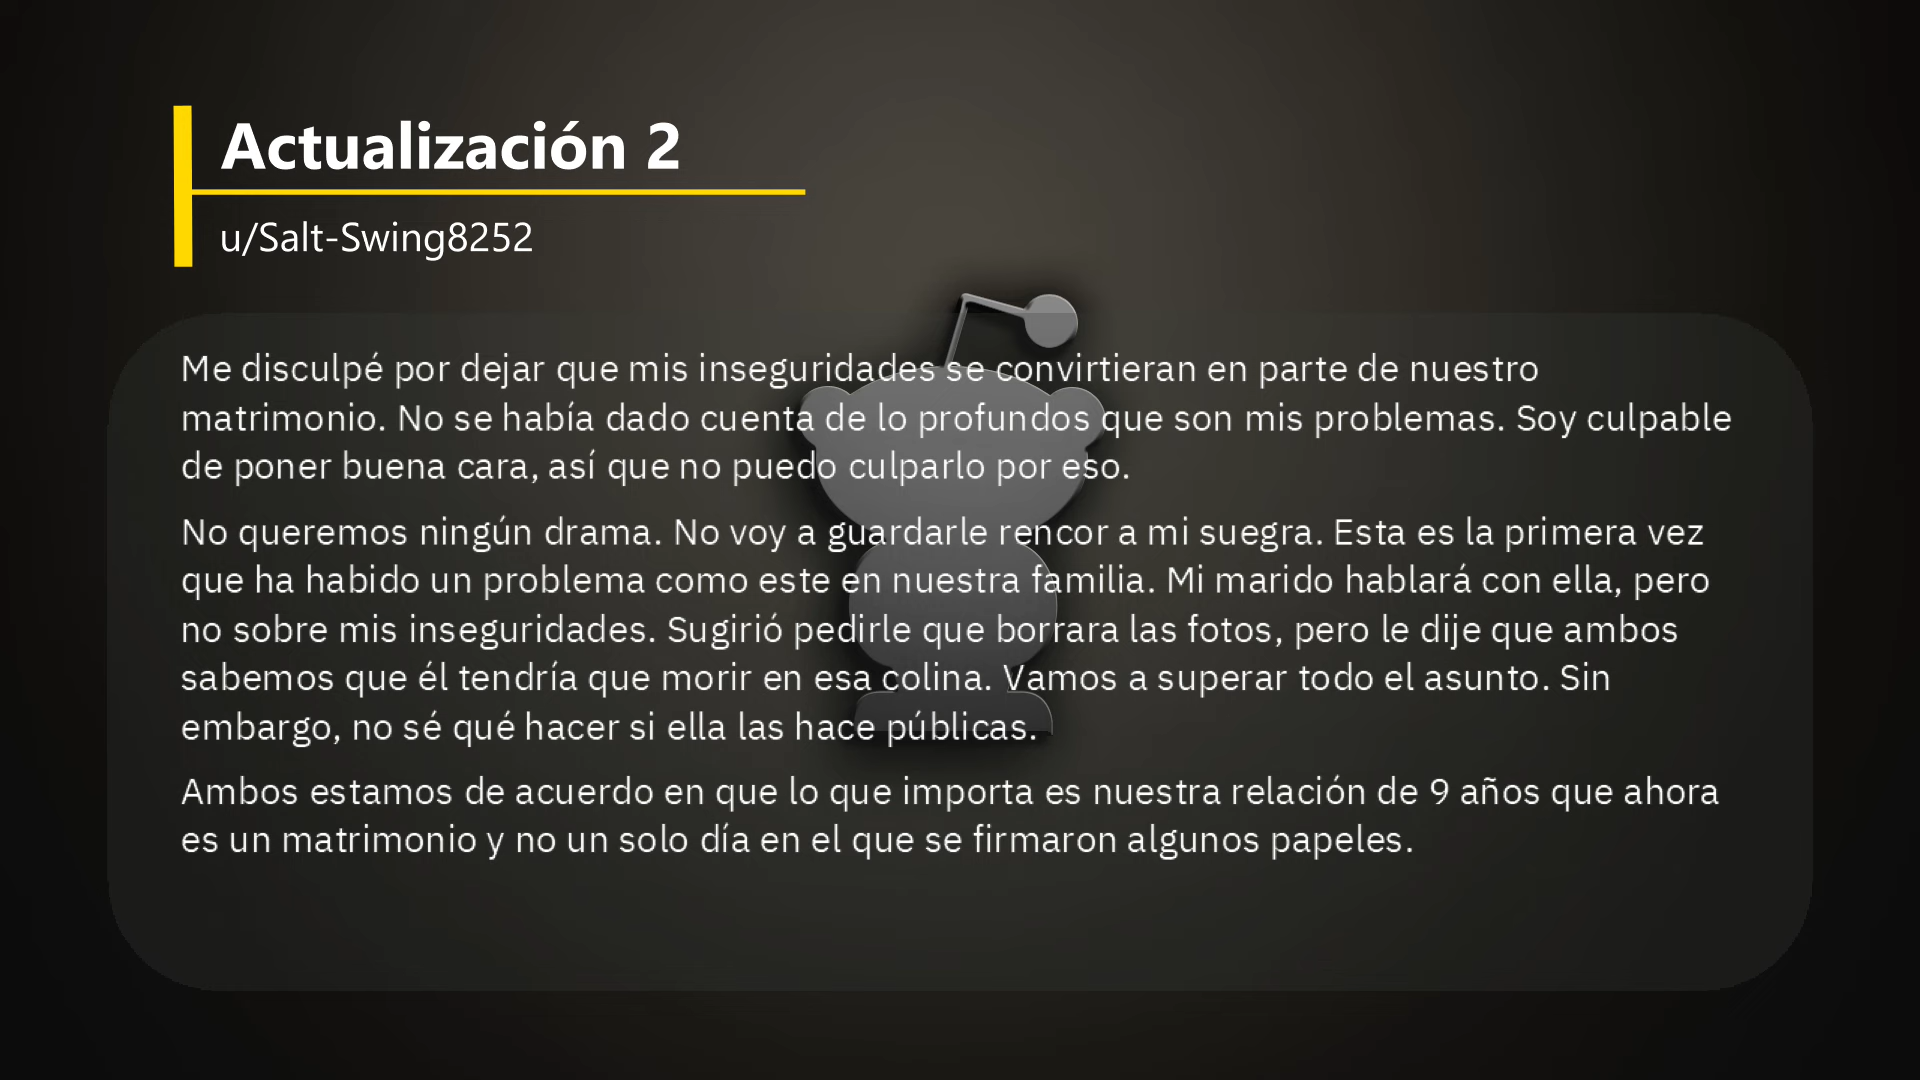 Actualización 2
u/Salt-Swing8252
Me disculpé por dejar que mis inseguridades se convirtieran en parte de nuestro
matrimonio. No se había dado cuenta de lo profundos que son mis problemas. Soy culpable
de poner buena cara, así que no puedo culparlo por eso.
No queremos ningún drama. No voy a guardarle rencor a mi suegra. Esta es la primera vez
que ha habido un problema como este en nuestra familia. Mi marido hablará con ella, pero
no sobre mis inseguridades. Sugirió pedirle que borrara las fotos, pero le dije que ambos
sabemos que él tendría que morir en esa colina. Vamos a superar todo el asunto. Sin
embargo, no sé qué hacer si ella las hace públicas.
Ambos estamos de acuerdo en que lo que importa es nuestra relación de 9 años que ahora
es un matrimonio y no un solo día en el que se firmaron algunos papeles.